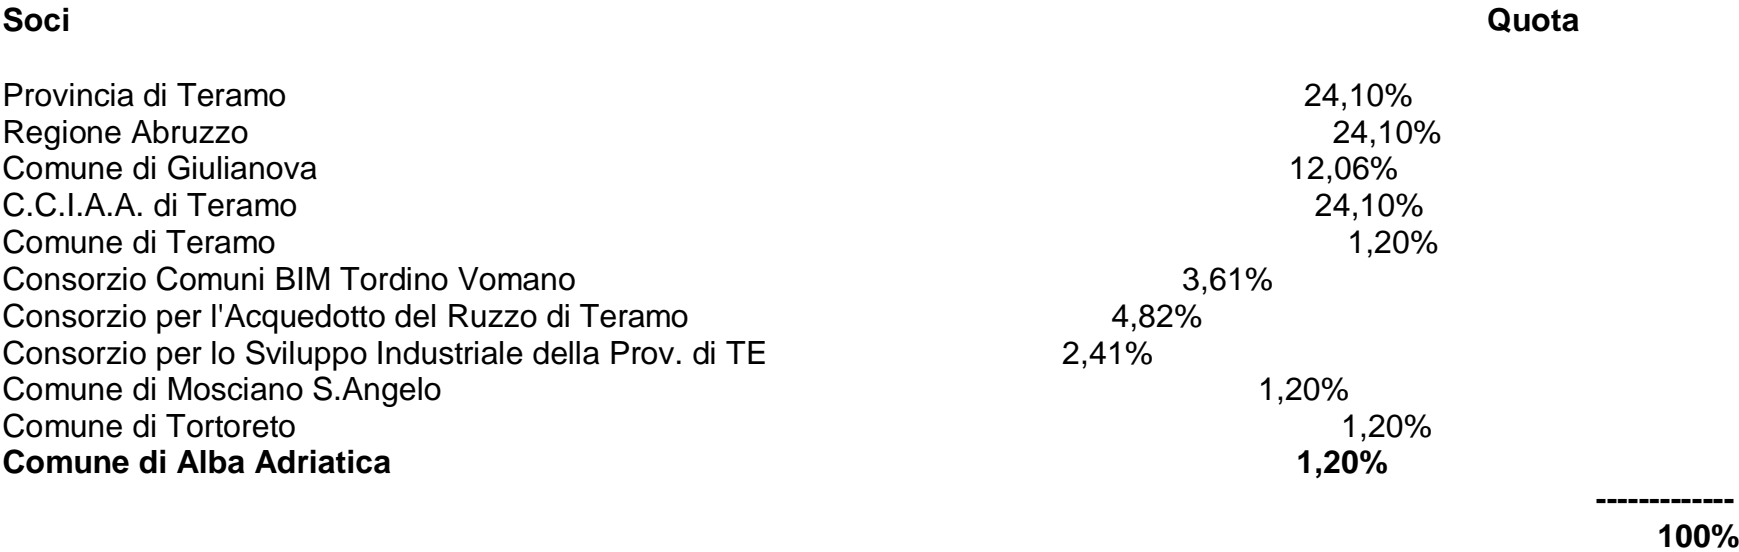 Soci Quota
Provincia di Teramo 24,10%
Regione Abruzzo 24,10%
Comune di Giulianova 12,06%
C.C.I.A.A. di Teramo 24,10%
Comune di Teramo 1,20%
Consorzio Comuni BIM Tordino Vomano 3,61%
Consorzio per l'Acquedotto del Ruzzo di Teramo 4,82%
Consorzio per lo Sviluppo Industriale della Prov. di TE 2,41%
Comune di Mosciano S.Angelo 1,20%
Comune di Tortoreto 1,20%
Comune di Alba Adriatica 1,20%
-------------
100%